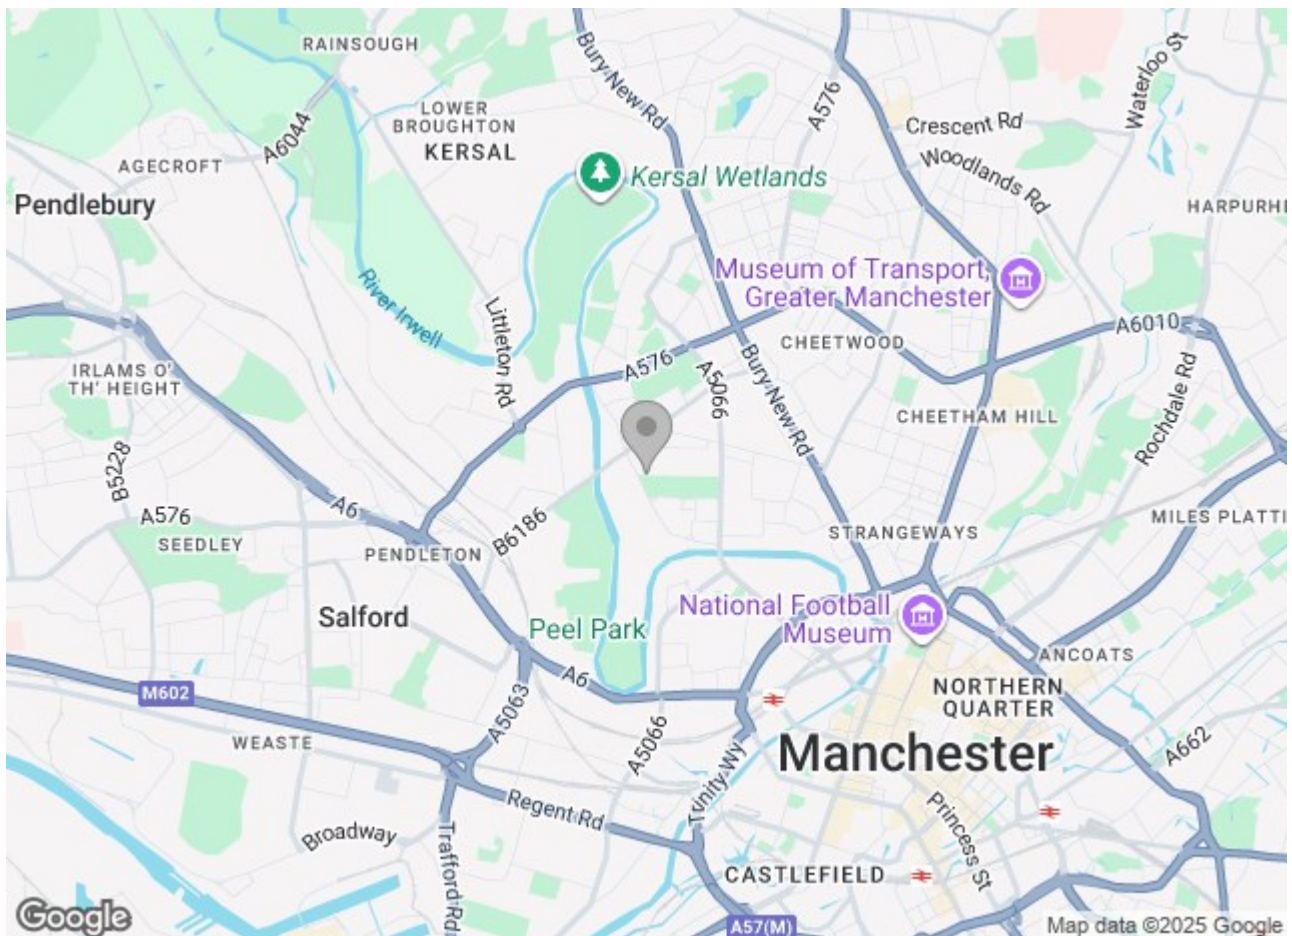 RAINSOUGH
Bury New Rd
A576
Waterloo St
LOWER
BROUGHTON
KERSAL
A6044
Crescent Rd
Woodlands Rd
AGECROFT
Kersal Wetlands
Pendlebury
HARPURHE
Museum of Transport,
Greater Manchester
River Irwell
Littleton Rd
A6010
CHEETWOOD
IRLAMS O'
TH' HEIGHT
A576
A5066
Bury New Rd
Rochdale Rd
CHEETHAM HILL
B5228
A6
A576
SEEDLEY
B6186
PENDLETON
STRANGEWAYS
MILES PLATTI
Salford
Peel Park
National Football
Museum
ANCOATS
NORTHERN
QUARTER
M602
A6
A5063
WEASTE
A5066
Trinity Wy
Manchester
A662
Regent Rd
Princess St
Broadway
Trafford Rd
CASTLEFIELD
A57(M)
Google
Map data ©2025 Google